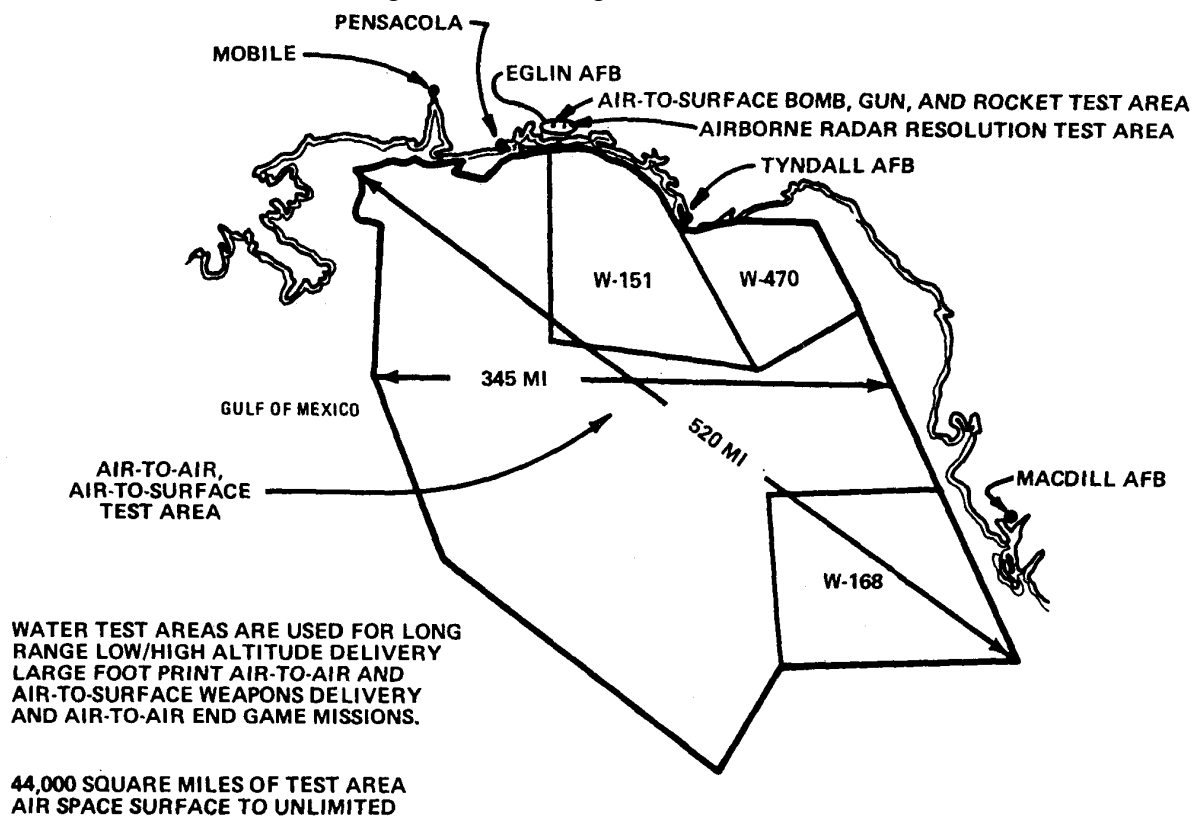 PENSACOLA
MOBILE
EGLIN AFB
AIR-TO-SURFACE BOMB, GUN, AND ROCKET TEST AREA
AIRBORNE RADAR RESOLUTION TEST AREA
TYNDALL AFB
W-151
W-470
345 MI
GULF OF MEXICO
520 MI
AIR-TO-AIR,
AIR-TO-SURFACE
TEST AREA
MACDILL AFB
W-168
WATER TEST AREAS ARE USED FOR LONG
RANGE LOW/HIGH ALTITUDE DELIVERY
LARGE FOOT PRINT AIR-TO-AIR AND
AIR-TO-SURFACE WEAPONS DELIVERY
AND AIR-TO-AIR END GAME MISSIONS.
44,000 SQUARE MILES OF TEST AREA
AIR SPACE SURFACE TO UNLIMITED